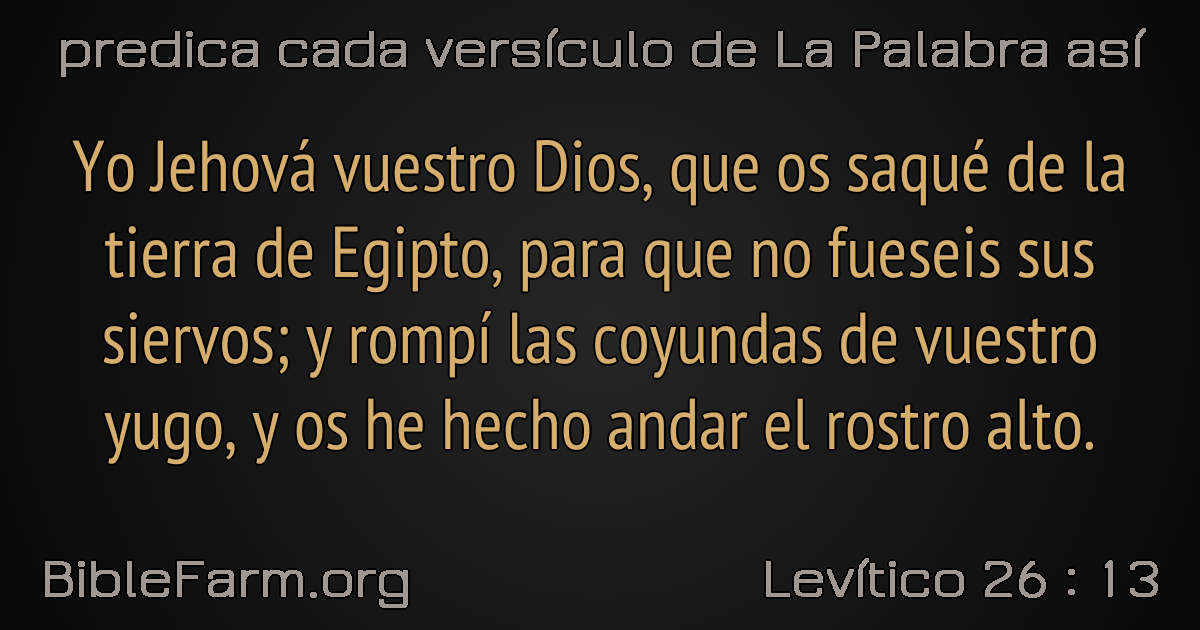 predica cada versículo de La Palabra así
Yo Jehová vuestro Dios, que os saqué de la
tierra de Egipto, para que no fueseis sus
siervos; y rompí las coyundas de vuestro
yugo, y os he hecho andar el rostro alto.
BibleFarm.org
Levítico 26 : 13